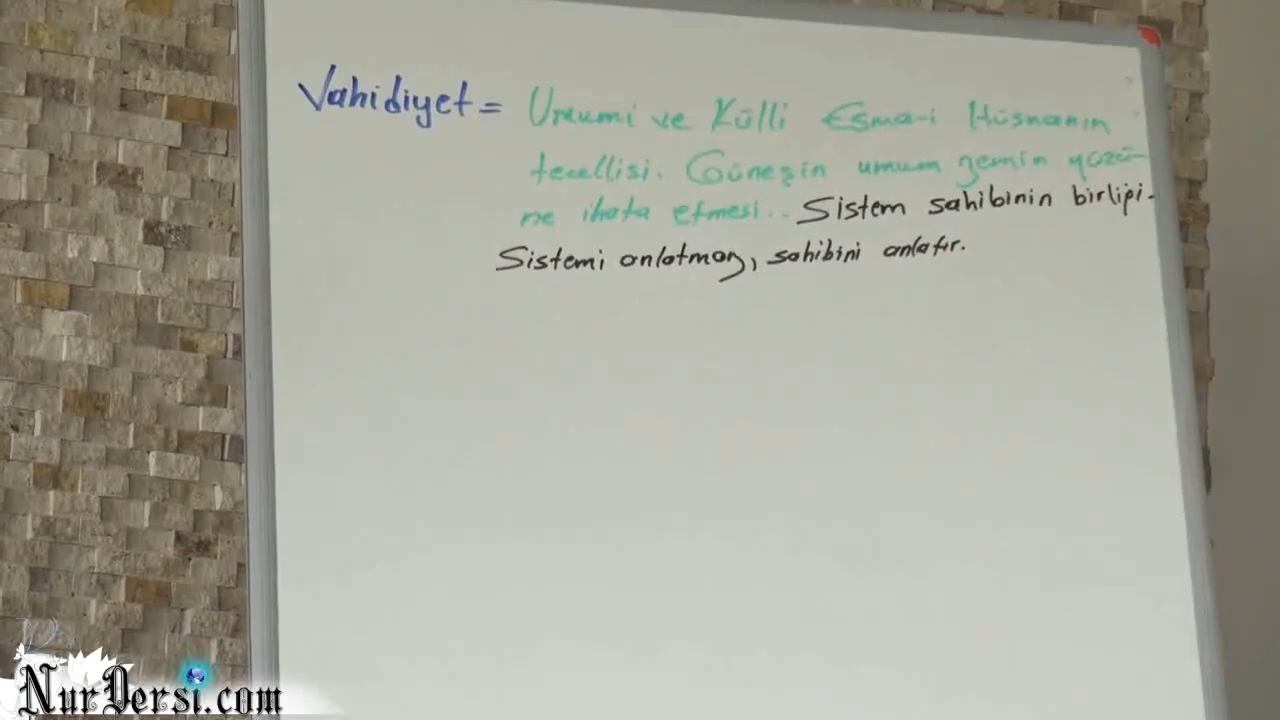 Vahidiyet = Umumi ve Külli Esma-i Hüsnanın
tecellisi. Güneşin umum zemin yüzü-
ne ihata etmesi.. Sistem sahibinin birliği.
Sistemi anlatmaz, sahibini anlatır.
NurDersi.com